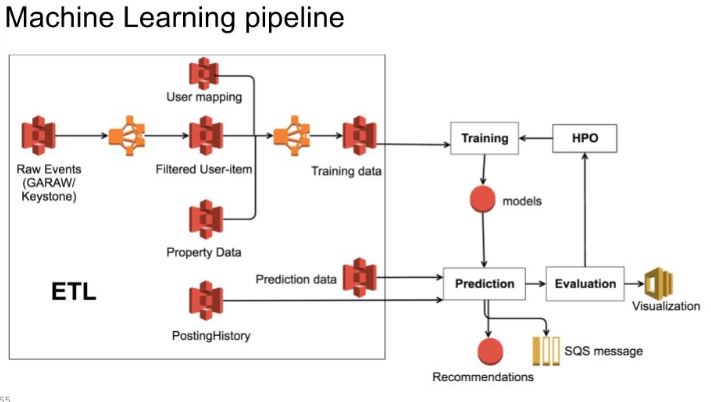 Machine Learning pipeline
User mapping
Raw Events
(GARAW/
Keystone)
Filtered User-item
Training data
Training
HPO
models
Property Data
ETL
Prediction data
PostingHistory
Prediction
Evaluation
Visualization
SQS message
Recommendations
55